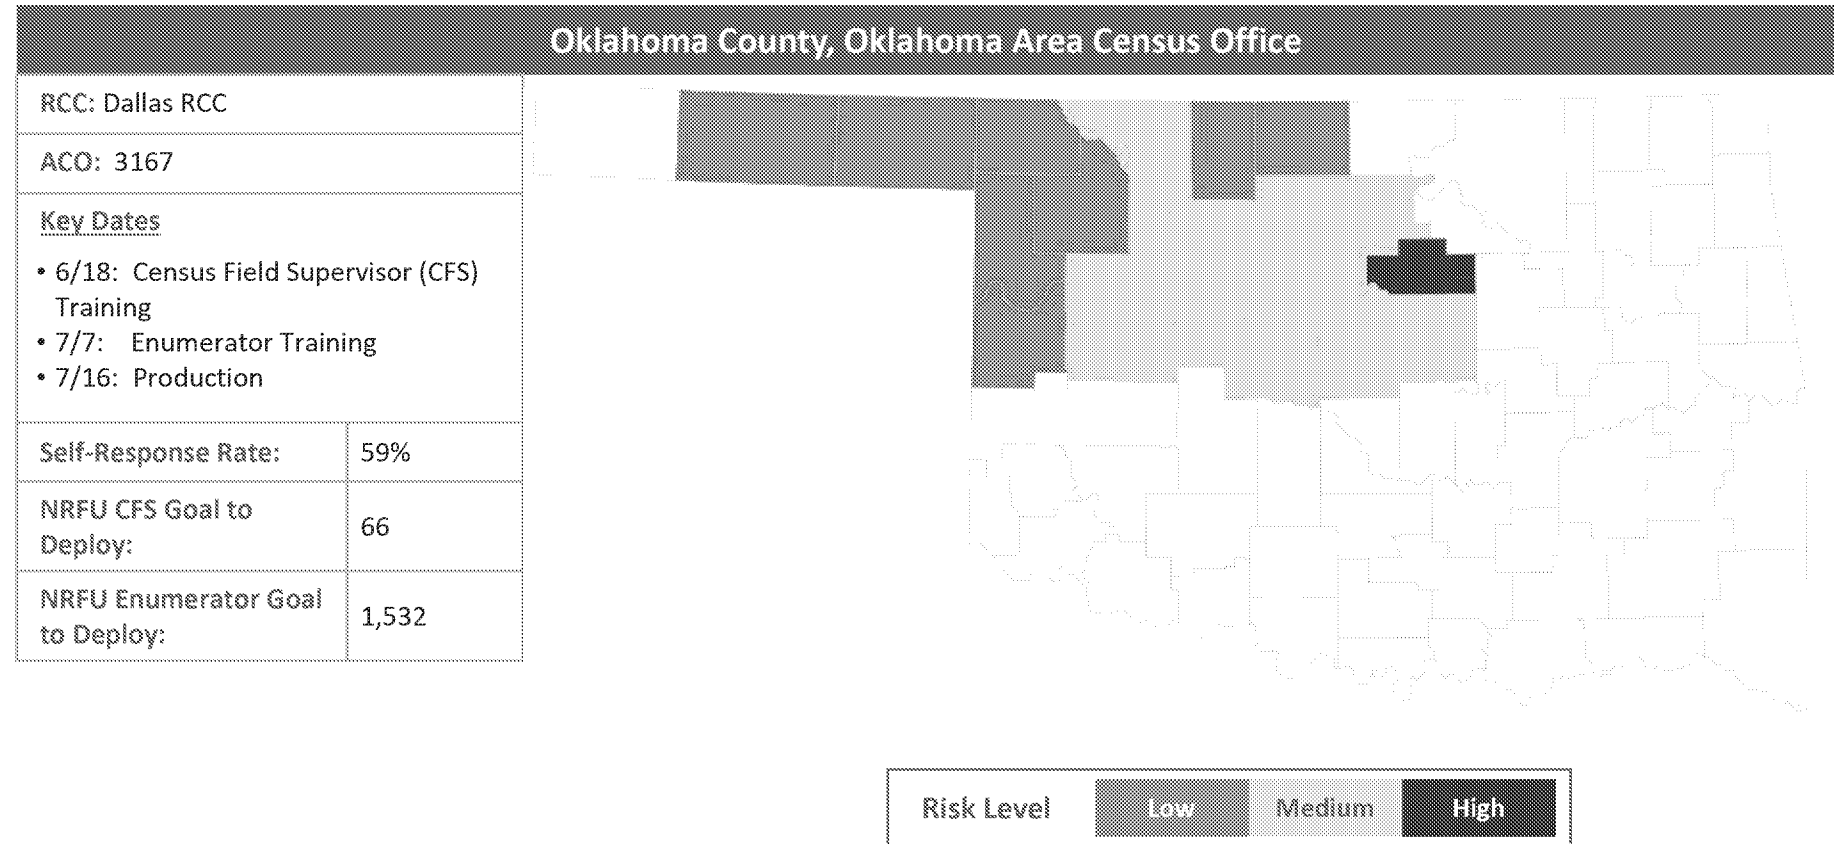 Oklahoma County, Oklahoma Area Census Office
RCC: Dallas RCC
ACO: 3167
Key Dates
• 6/18: Census Field Supervisor (CFS)
Training
• 7/7: Enumerator Training
• 7/16: Production
Self-Response Rate: 59%
NRFU CFS Goal to
Deploy: 66
NRFU Enumerator Goal
to Deploy: 1,532
Risk Level Low Medium High